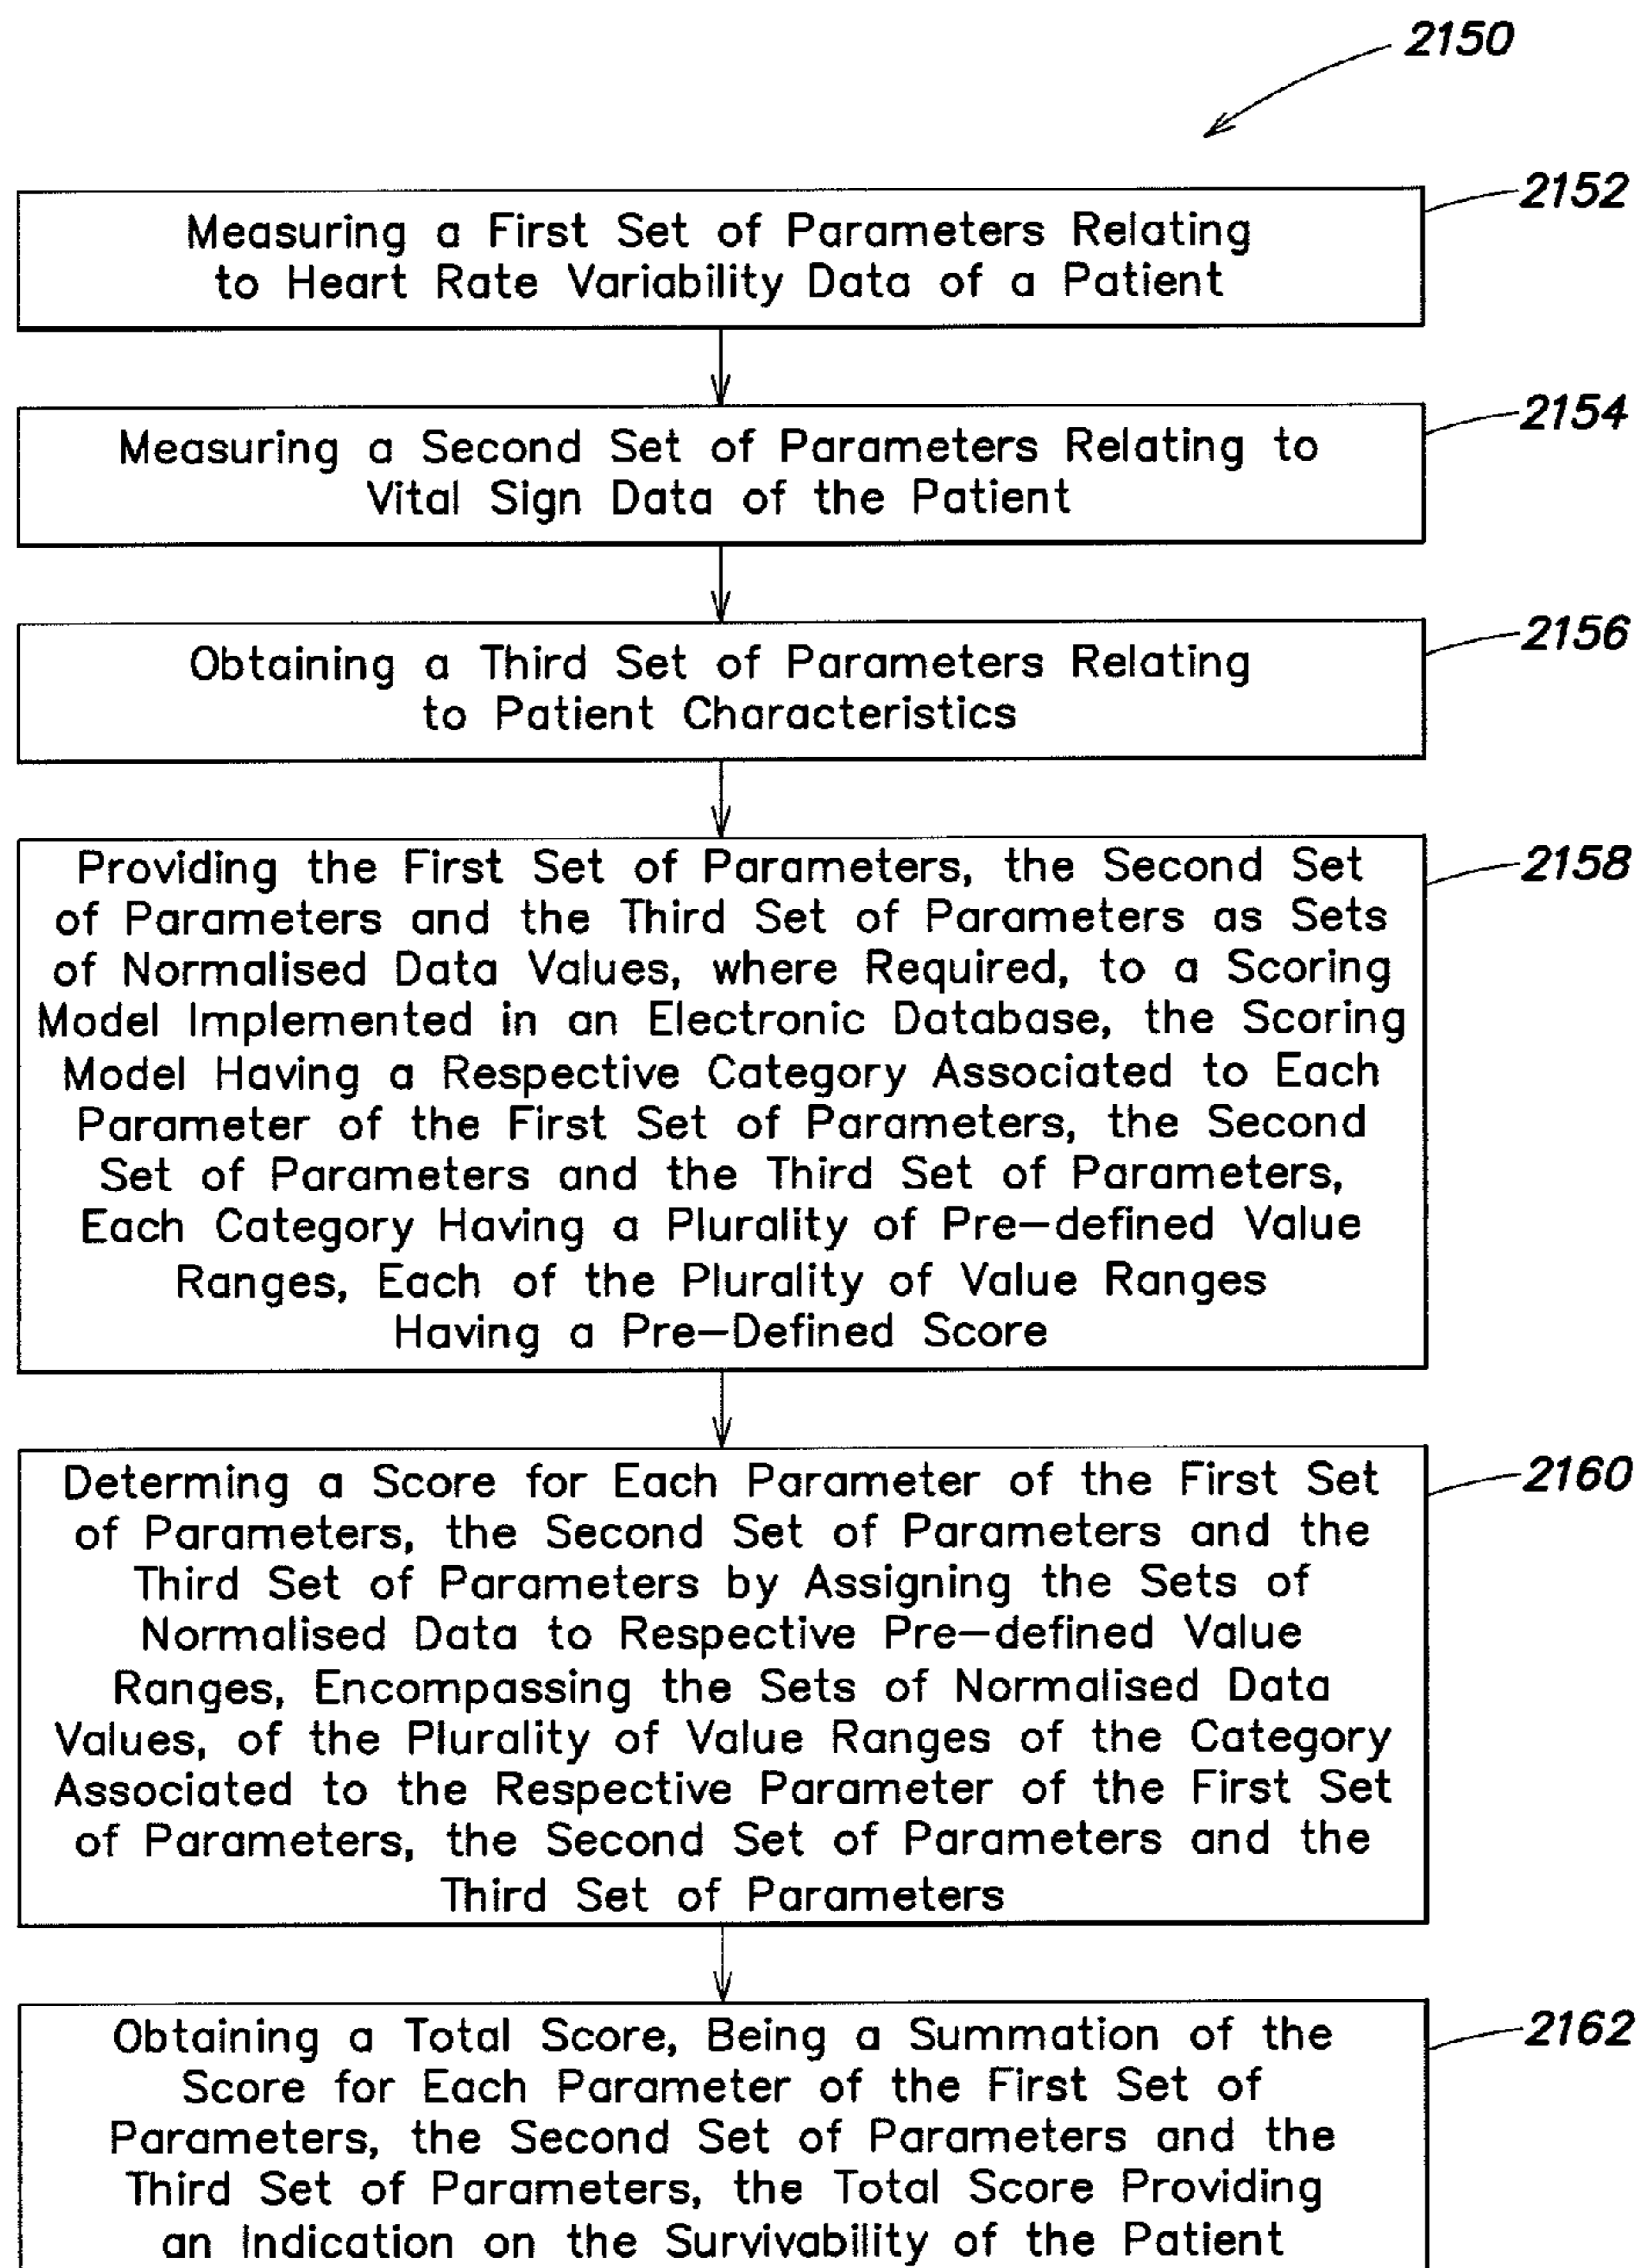 2150
2152
Measuring a First Set of Parameters Relating
to Heart Rate Variability Data of a Patient
2154
Measuring a Second Set of Parameters Relating to
Vital Sign Data of the Patient
2156
Obtaining a Third Set of Parameters Relating
to Patient Characteristics
2158
Providing the First Set of Parameters, the Second Set
of Parameters and the Third Set of Parameters as Sets
of Normalised Data Values, where Required, to a Scoring
Model Implemented in an Electronic Database, the Scoring
Model Having a Respective Category Associated to Each
Parameter of the First Set of Parameters, the Second
Set of Parameters and the Third Set of Parameters,
Each Category Having a Plurality of Pre-defined Value
Ranges, Each of the Plurality of Value Ranges
Having a Pre-Defined Score
2160
Determing a Score for Each Parameter of the First Set
of Parameters, the Second Set of Parameters and the
Third Set of Parameters by Assigning the Sets of
Normalised Data to Respective Pre-defined Value
Ranges, Encompassing the Sets of Normalised Data
Values, of the Plurality of Value Ranges of the Category
Associated to the Respective Parameter of the First Set
of Parameters, the Second Set of Parameters and the
Third Set of Parameters
2162
Obtaining a Total Score, Being a Summation of the
Score for Each Parameter of the First Set of
Parameters, the Second Set of Parameters and the
Third Set of Parameters, the Total Score Providing
an Indication on the Survivability of the Patient